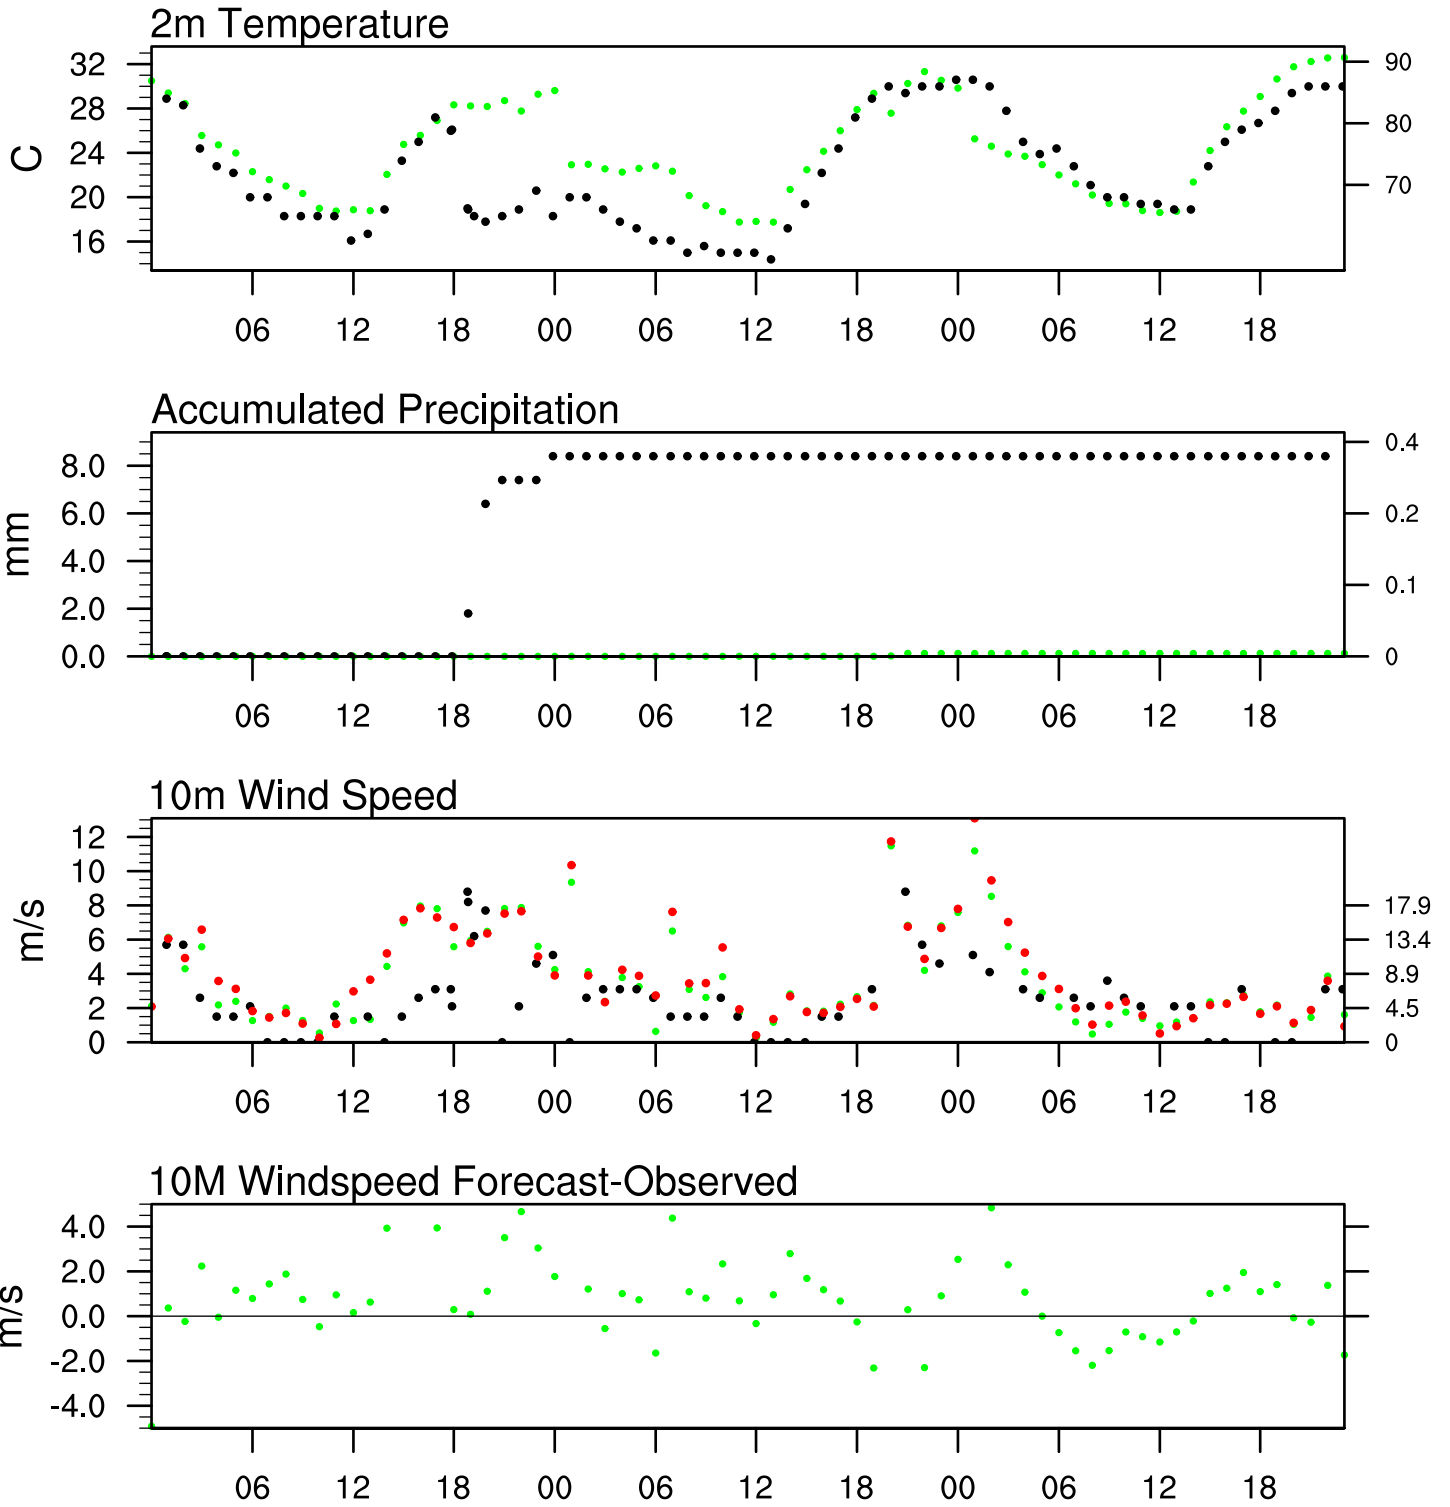 2m Temperature
32 90
28
80
C
24
20 70
16
06 12 18 00 06 12 18 00 06 12 18
Accumulated Precipitation
8.0 0.4
6.0 0.2
mm
4.0
2.0 0.1
0.0 0
06 12 18 00 06 12 18 00 06 12 18
10m Wind Speed
12
10
8 17.9
m/s
6 13.4
4 8.9
2 4.5
0 0
06 12 18 00 06 12 18 00 06 12 18
10M Windspeed Forecast-Observed
4.0
2.0
m/s
0.0
-2.0
-4.0
06 12 18 00 06 12 18 00 06 12 18